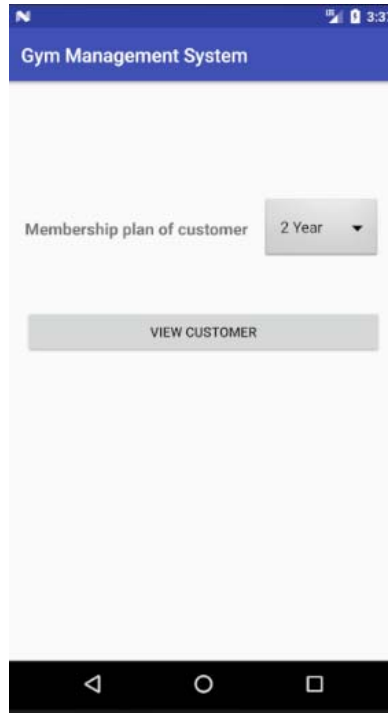 3:3
Gym Management System
Membership plan of customer
2 Year
VIEW CUSTOMER